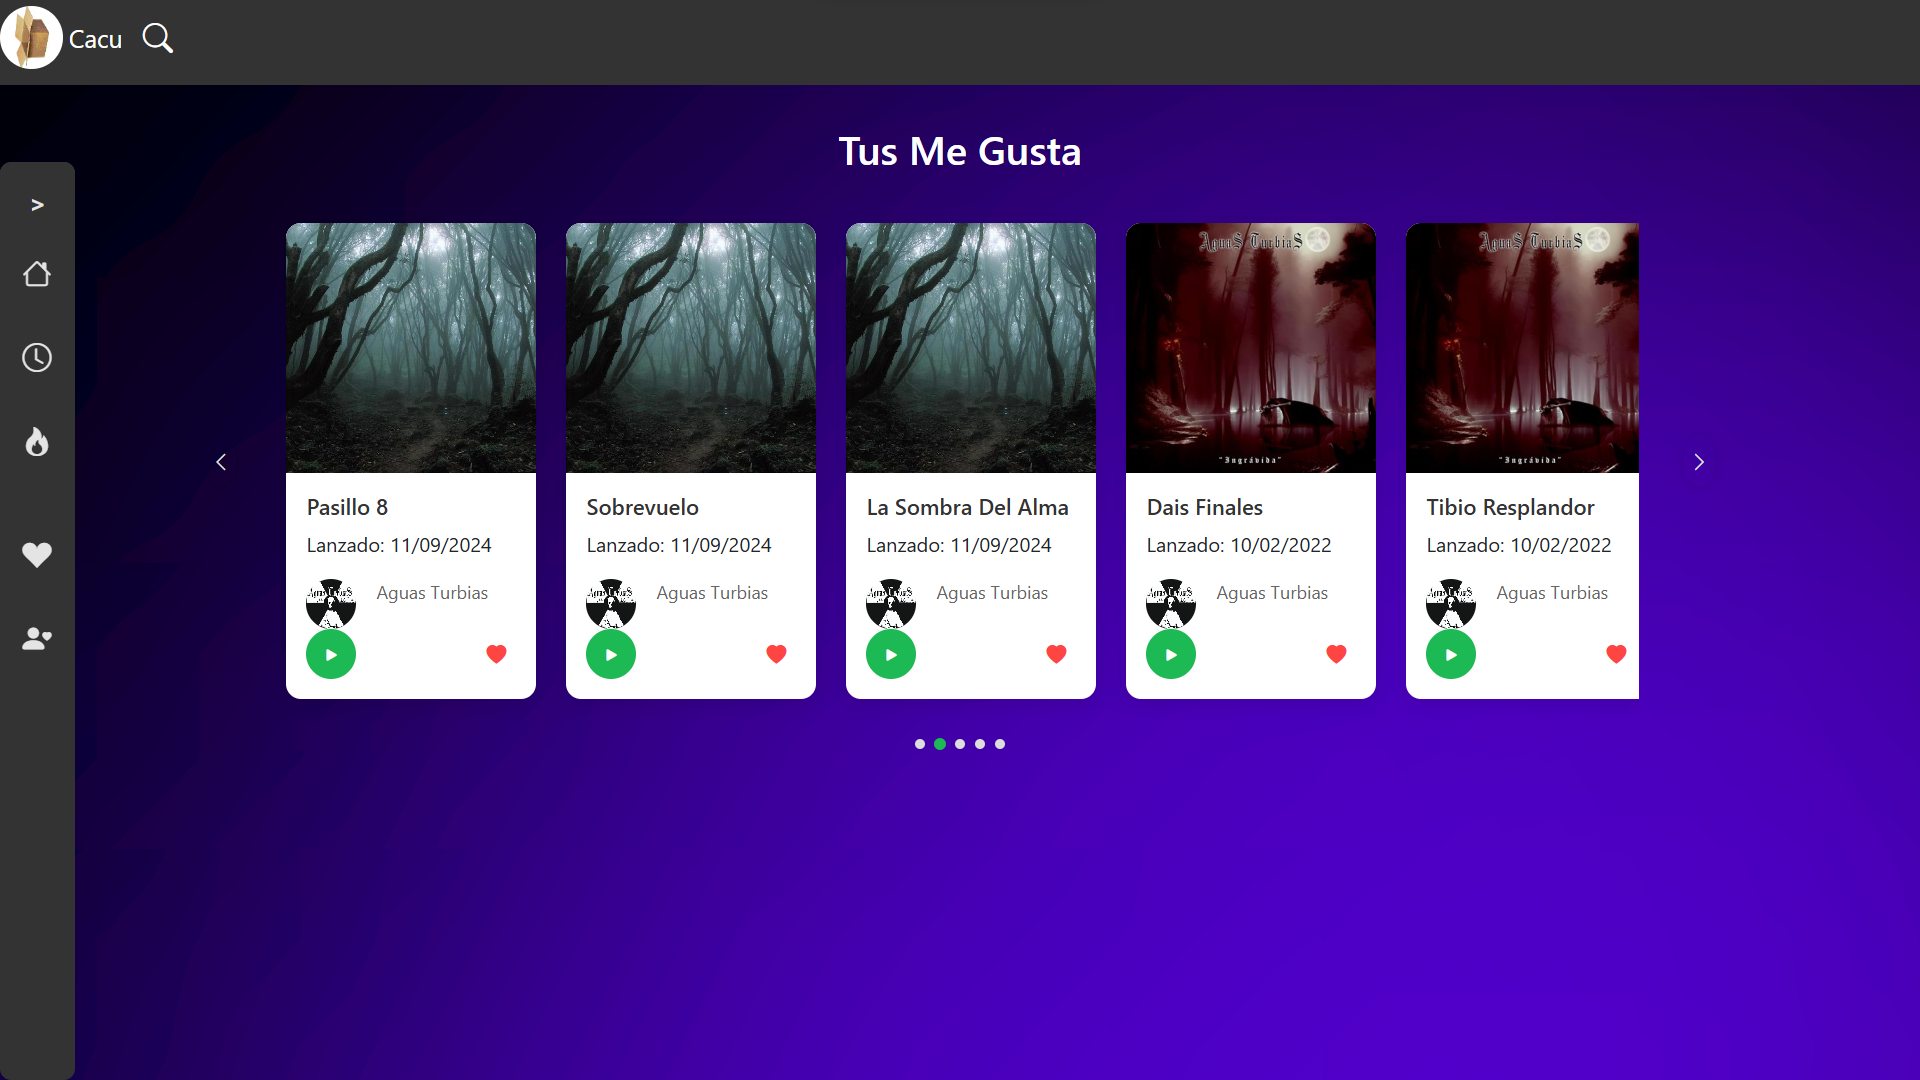 Cacu
Tus Me Gusta
>
AguaS TurbiaS
"Ingrávida"
AguaS TurbiaS
"Ingrávida"
Pasillo 8
Lanzado: 11/09/2024
Aguas Turbias
Sobrevuelo
Lanzado: 11/09/2024
Aguas Turbias
La Sombra Del Alma
Lanzado: 11/09/2024
Aguas Turbias
Dais Finales
Lanzado: 10/02/2022
Aguas Turbias
Tibio Resplandor
Lanzado: 10/02/2022
Aguas Turbias